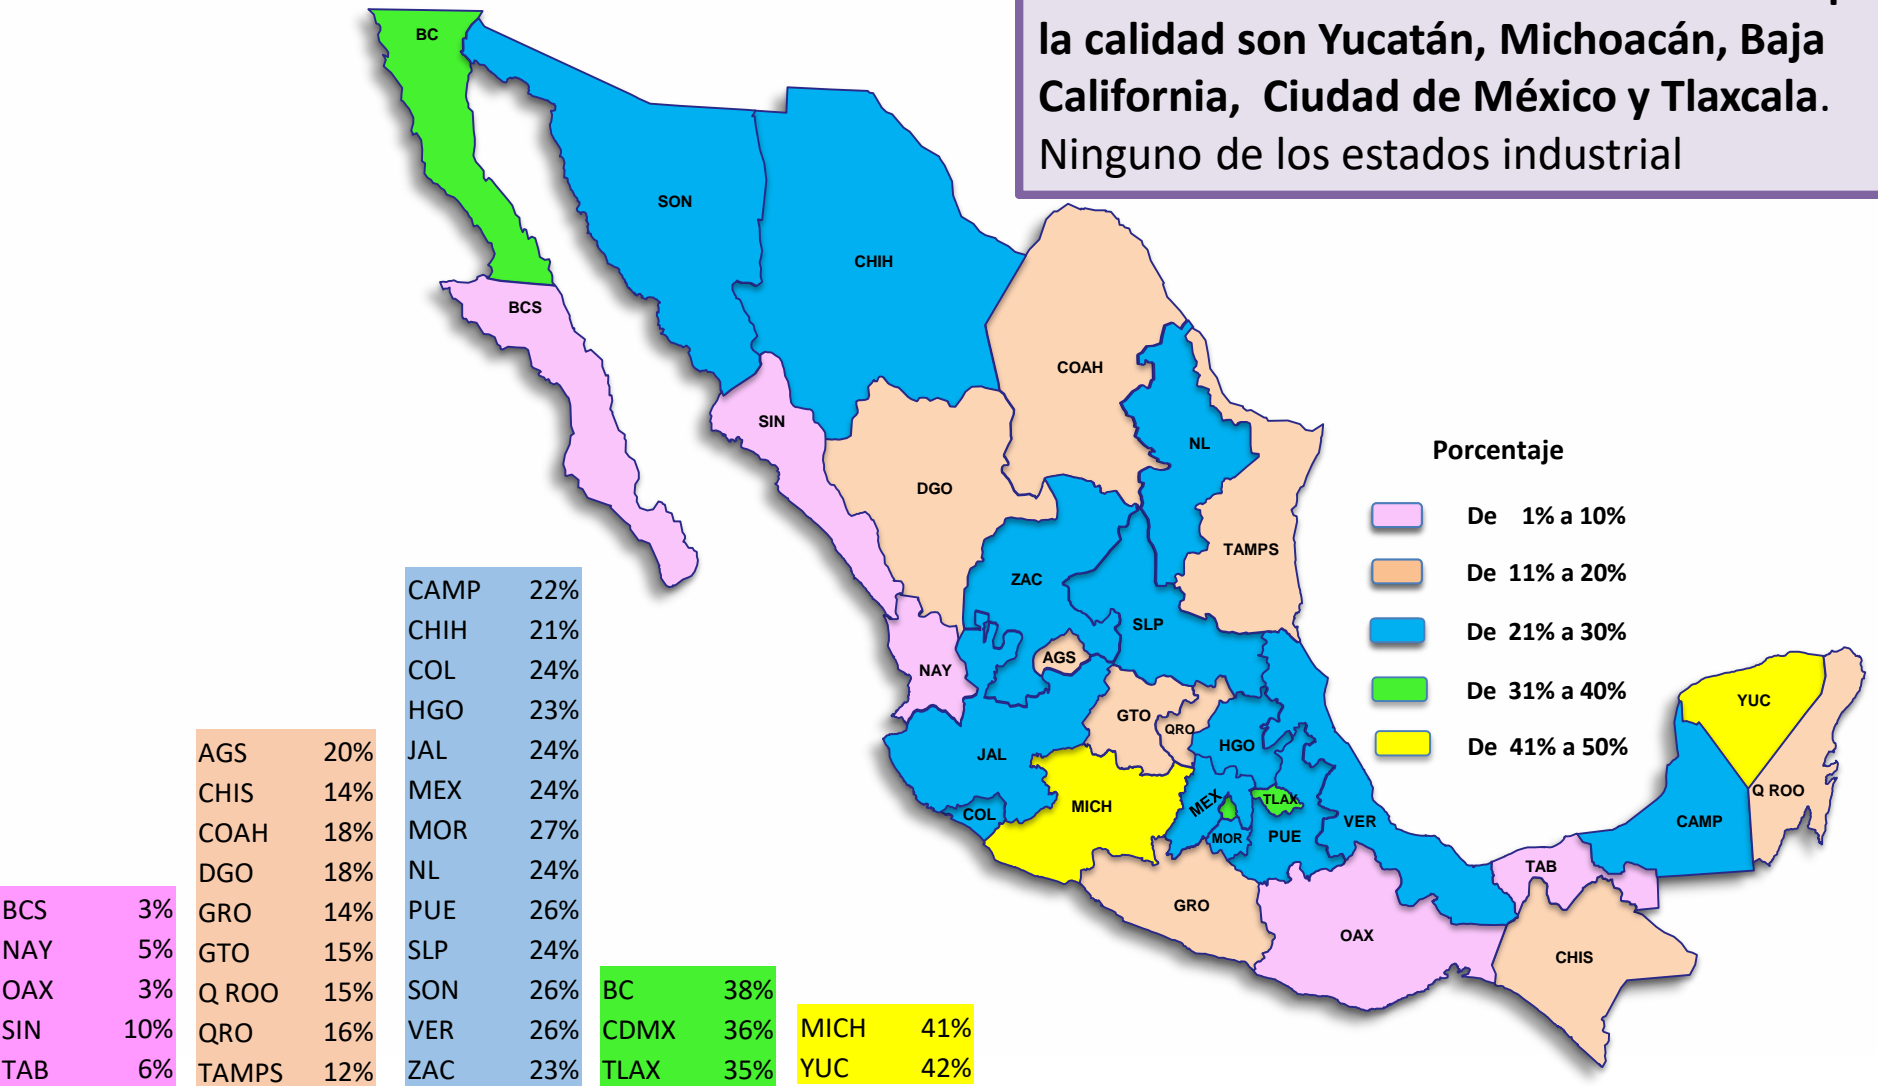 la calidad son Yucatán, Michoacán, Baja
California, Ciudad de México y Tlaxcala.
Ninguno de los estados industrial
BC
SON
CHIH
BCS
COAH
SIN
NL
DGO
TAMPS
ZAC
SLP
AGS
NAY
GTO
QRO
HGO
JAL
MEX
TLAX
MICH
COL
MOR
PUE
VER
GRO
OAX
TAB
CHIS
CAMP
YUC
Q ROO
Porcentaje
De 1% a 10%
De 11% a 20%
De 21% a 30%
De 31% a 40%
De 41% a 50%
BCS 3%
NAY 5%
OAX 3%
SIN 10%
TAB 6%
AGS 20%
CHIS 14%
COAH 18%
DGO 18%
GRO 14%
GTO 15%
Q ROO 15%
QRO 16%
TAMPS 12%
CAMP 22%
CHIH 21%
COL 24%
HGO 23%
JAL 24%
MEX 24%
MOR 27%
NL 24%
PUE 26%
SLP 24%
SON 26%
VER 26%
ZAC 23%
BC 38%
CDMX 36%
TLAX 35%
MICH 41%
YUC 42%